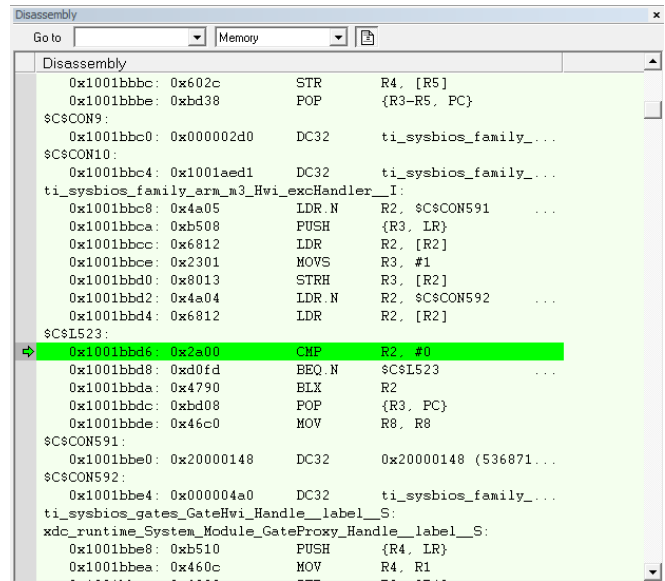 Disassembly ×
Go to Memory
Disassembly
0x1001bbbc: 0x602c STR R4, [R5]
0x1001bbbe: 0xbd38 POP {R3-R5, PC}
$C$CON9:
0x1001bbc0: 0x000002d0 DC32 ti_sysbios_family_...
$C$CON10:
0x1001bbc4: 0x1001aed1 DC32 ti_sysbios_family_...
ti_sysbios_family_arm_m3_Hwi_excHandler__I:
0x1001bbc8: 0x4a05 LDR.N R2, $C$CON591 ...
0x1001bbca: 0xb508 PUSH {R3, LR}
0x1001bbcc: 0x6812 LDR R2, [R2]
0x1001bbce: 0x2301 MOVS R3, #1
0x1001bbd0: 0x8013 STRH R3, [R2]
0x1001bbd2: 0x4a04 LDR.N R2, $C$CON592 ...
0x1001bbd4: 0x6812 LDR R2, [R2]
$C$L523:
0x1001bbd6: 0x2a00 CMP R2, #0
0x1001bbd8: 0xd0fd BEQ.N $C$L523 ...
0x1001bbda: 0x4790 BLX R2
0x1001bbdc: 0xbd08 POP {R3, PC}
0x1001bbde: 0x46c0 MOV R8, R8
$C$CON591:
0x1001bbe0: 0x20000148 DC32 0x20000148 (536871...
$C$CON592:
0x1001bbe4: 0x000004a0 DC32 ti_sysbios_family_...
ti_sysbios_gates_GateHwi_Handle__label__S:
xdc_runtime_System_Module_GateProxy_Handle__label__S:
0x1001bbe8: 0xb510 PUSH {R4, LR}
0x1001bbea: 0x460c MOV R4, R1